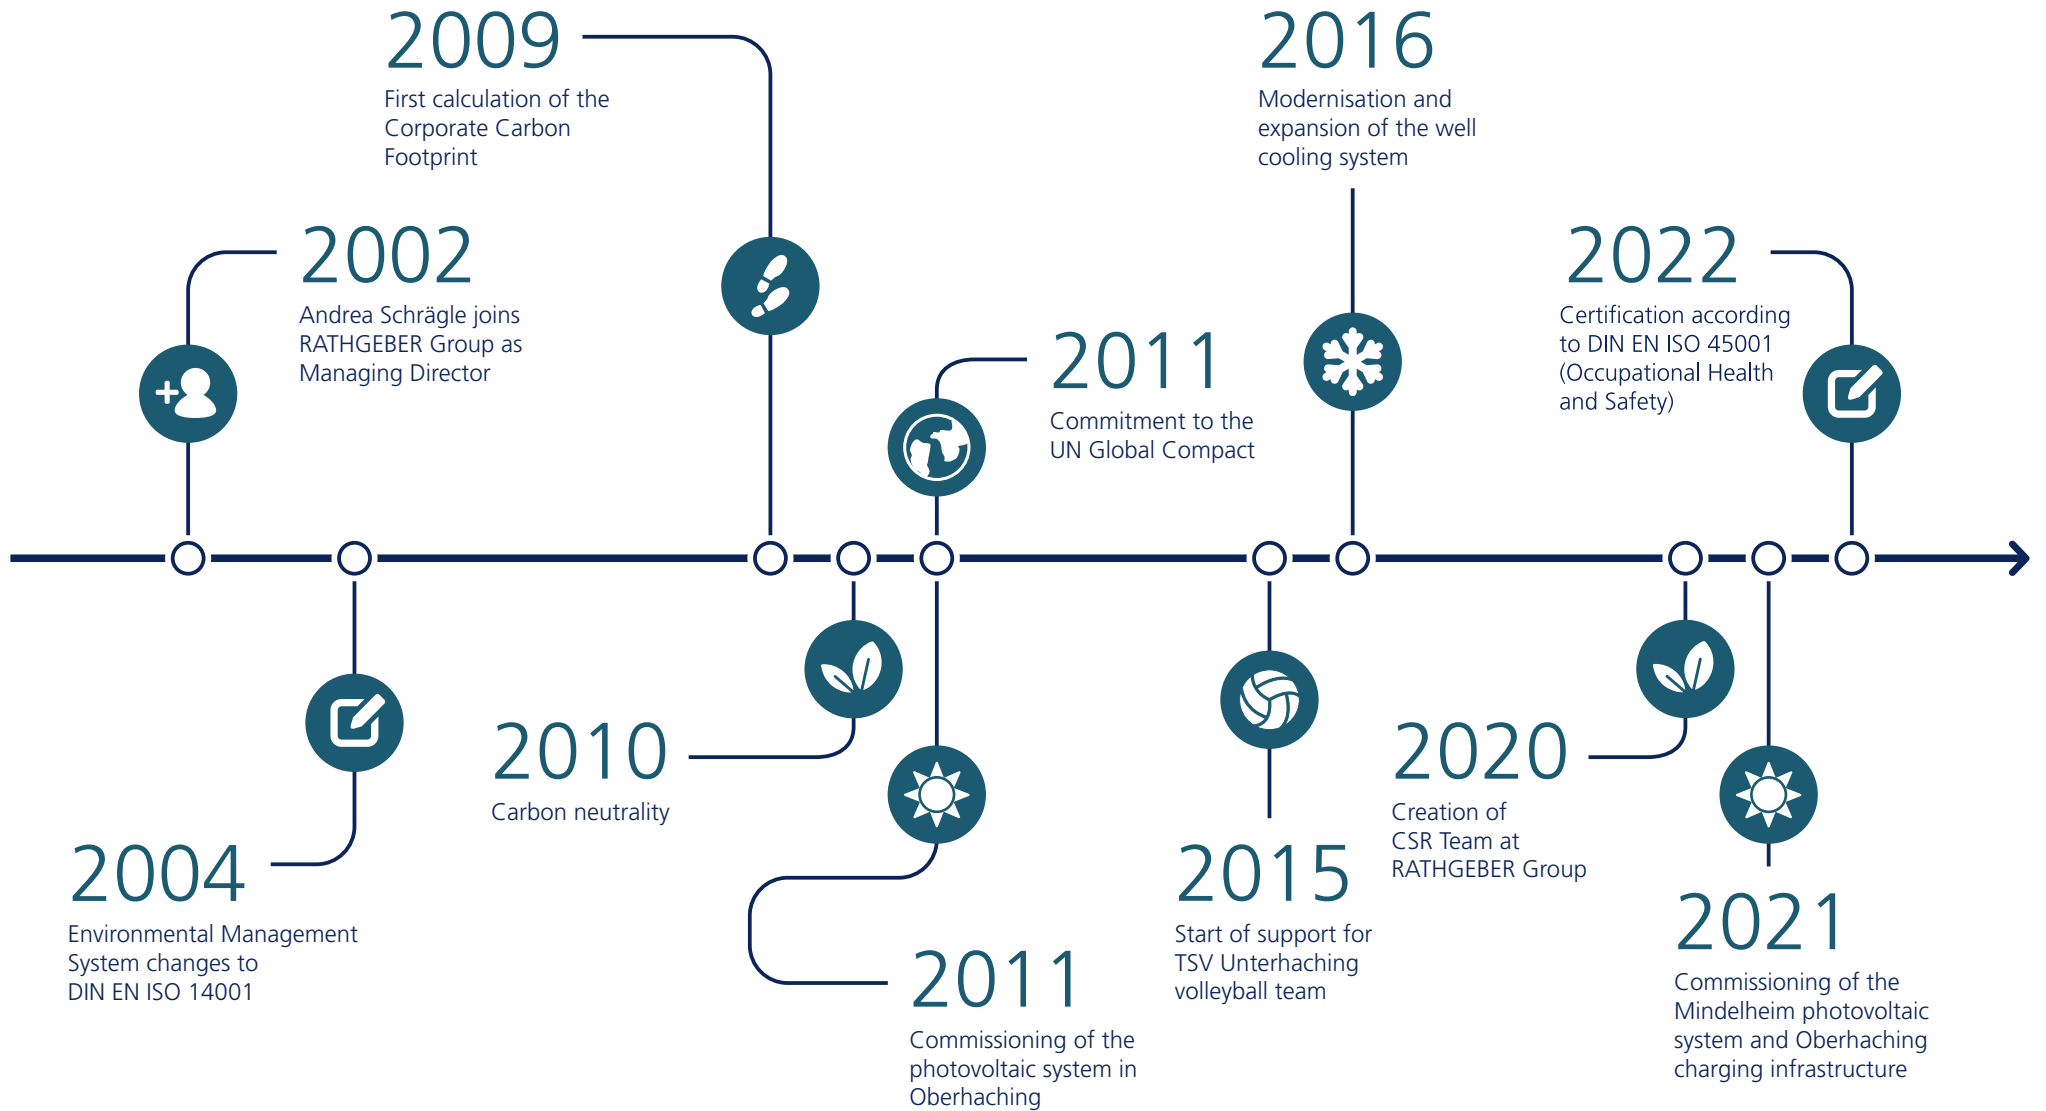 2002
Andrea Schrägle joins
RATHGEBER Group as
Managing Director
2004
Environmental Management
System changes to
DIN EN ISO 14001
2009
First calculation of the
Corporate Carbon
Footprint
2010
Carbon neutrality
2011
Commitment to the
UN Global Compact
2011
Commissioning of the
photovoltaic system in
Oberhaching
2015
Start of support for
TSV Unterhaching
volleyball team
2016
Modernisation and
expansion of the well
cooling system
2020
Creation of
CSR Team at
RATHGEBER Group
2021
Commissioning of the
Mindelheim photovoltaic
system and Oberhaching
charging infrastructure
2022
Certification according
to DIN EN ISO 45001
(Occupational Health
and Safety)